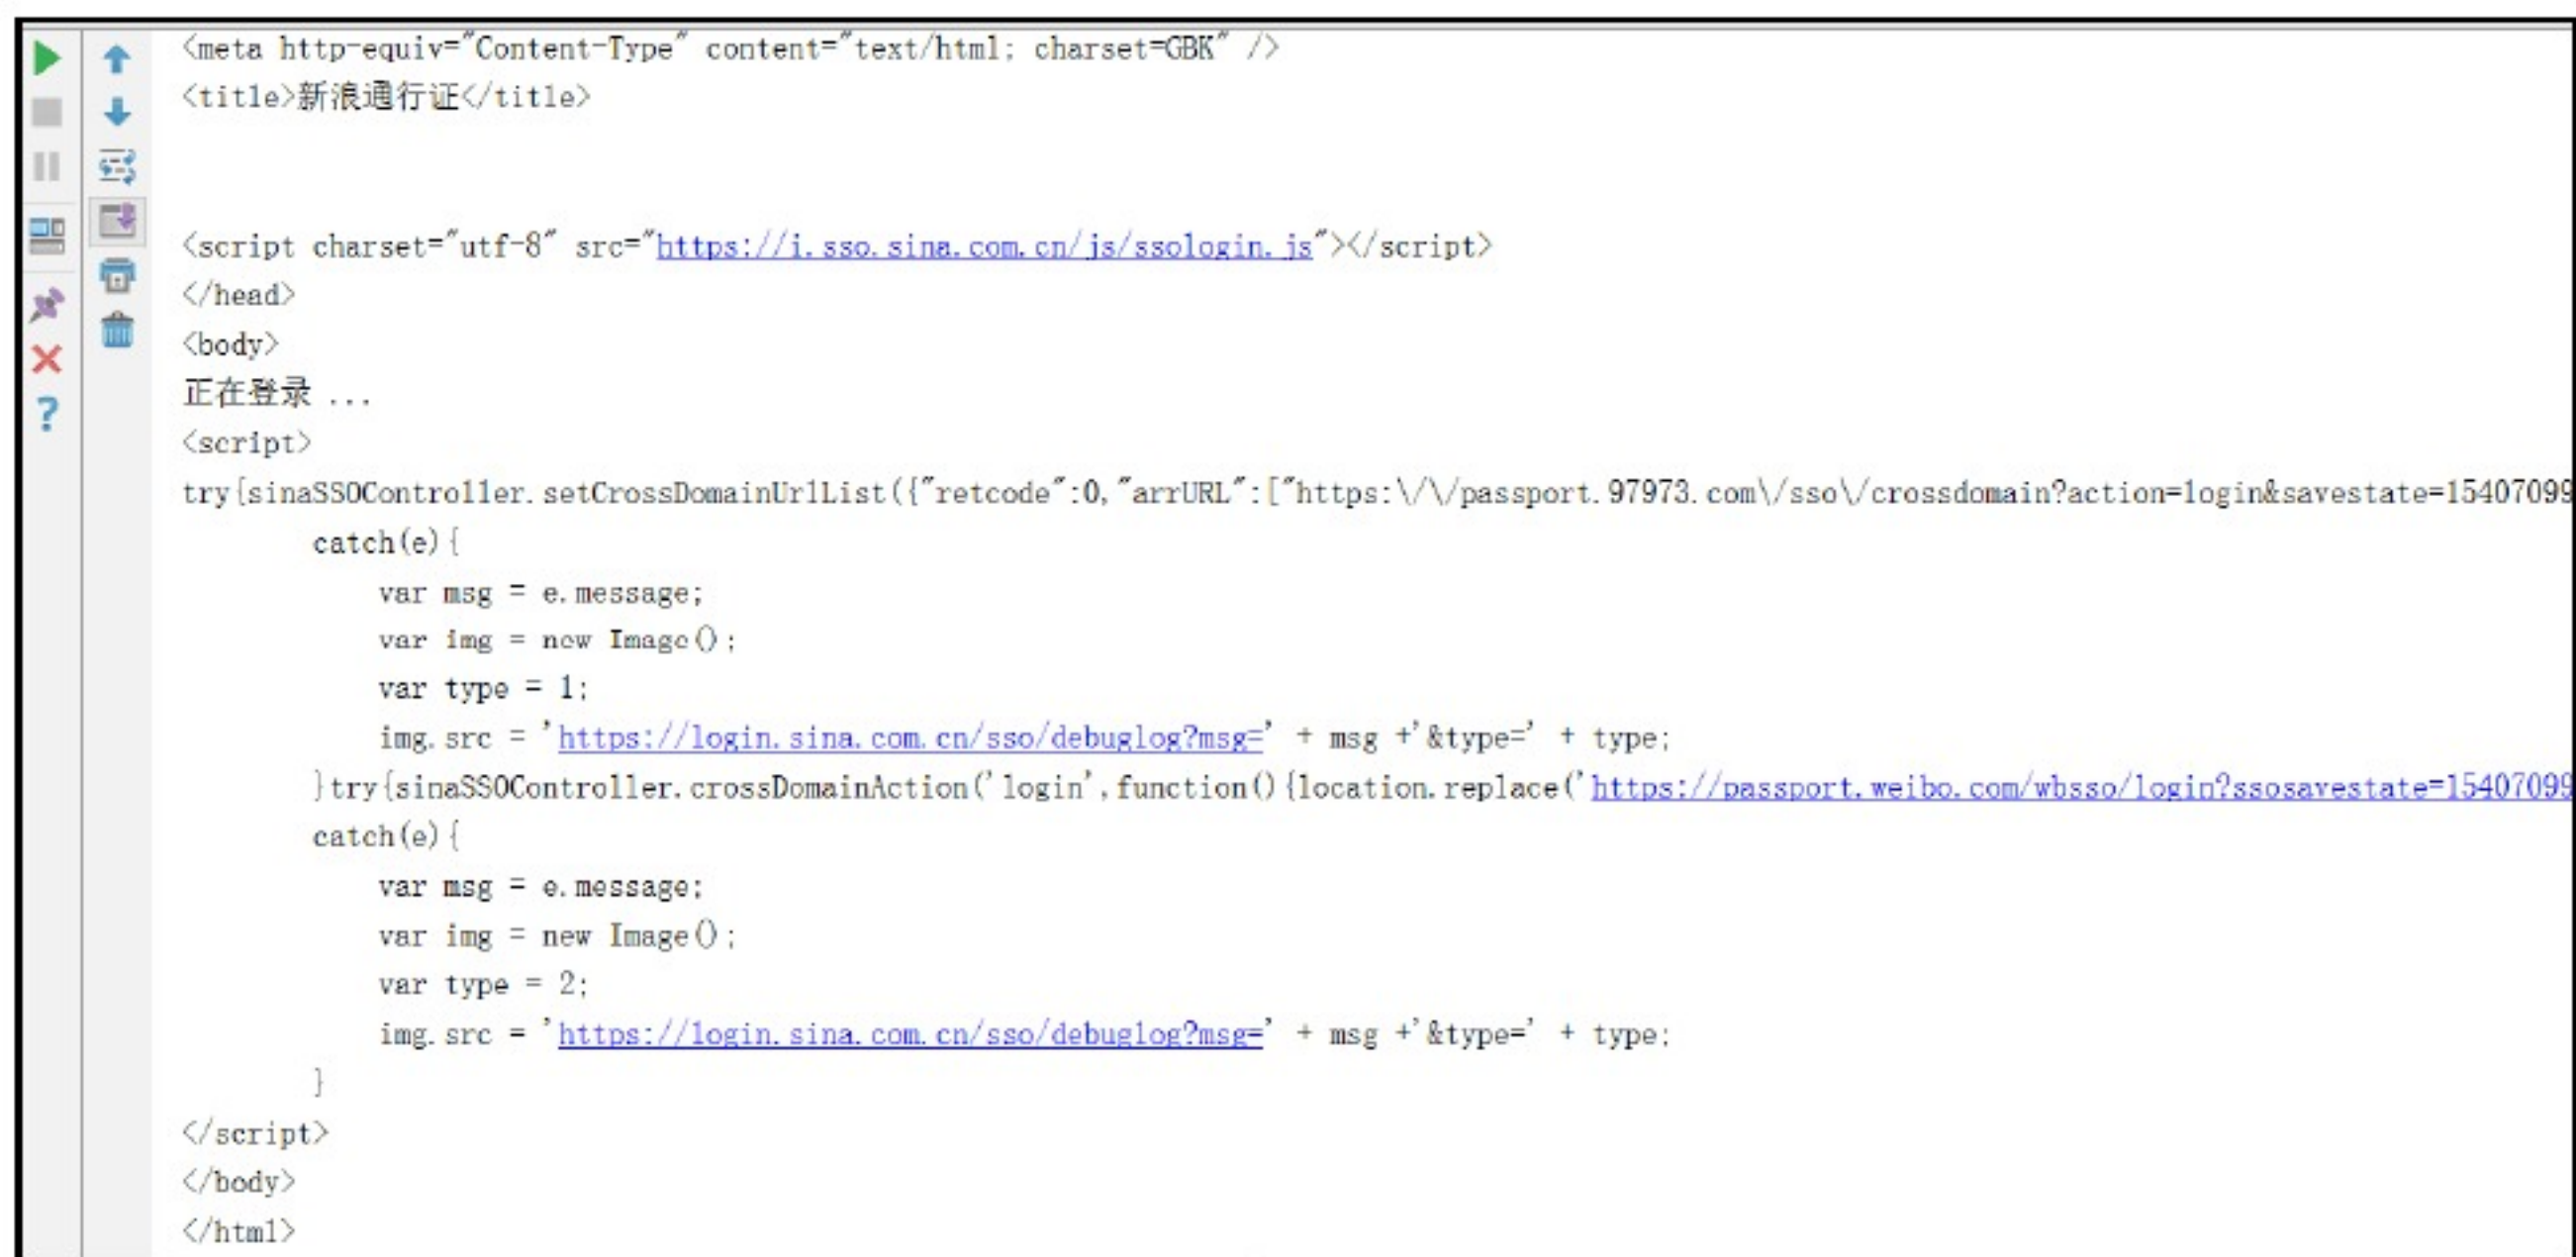 <meta http-equiv="Content-Type" content="text/html; charset=GBK" />
<title>新浪通行证</title>
<script charset="utf-8" src="https://i.sso.sina.com.cn/js/ssologin.js"></script>
</head>
<body>
正在登录 ...
<script>
try{sinaSSOController.setCrossDomainUrlList({"retcode":0,"arrURL":["https:\/\/passport.97973.com\/sso\/crossdomain?action=login&savestate=15407099
catch(e){
var msg = e.message;
var img = new Image();
var type = 1;
img.src = 'https://login.sina.com.cn/sso/debuglog?msg=' + msg +'&type=' + type;
}try{sinaSSOController.crossDomainAction('login',function(){location.replace('https://passport.weibo.com/wbsso/login?ssosavestate=15407099
catch(e){
var msg = e.message;
var img = new Image();
var type = 2;
img.src = 'https://login.sina.com.cn/sso/debuglog?msg=' + msg +'&type=' + type;
}
</script>
</body>
</html>